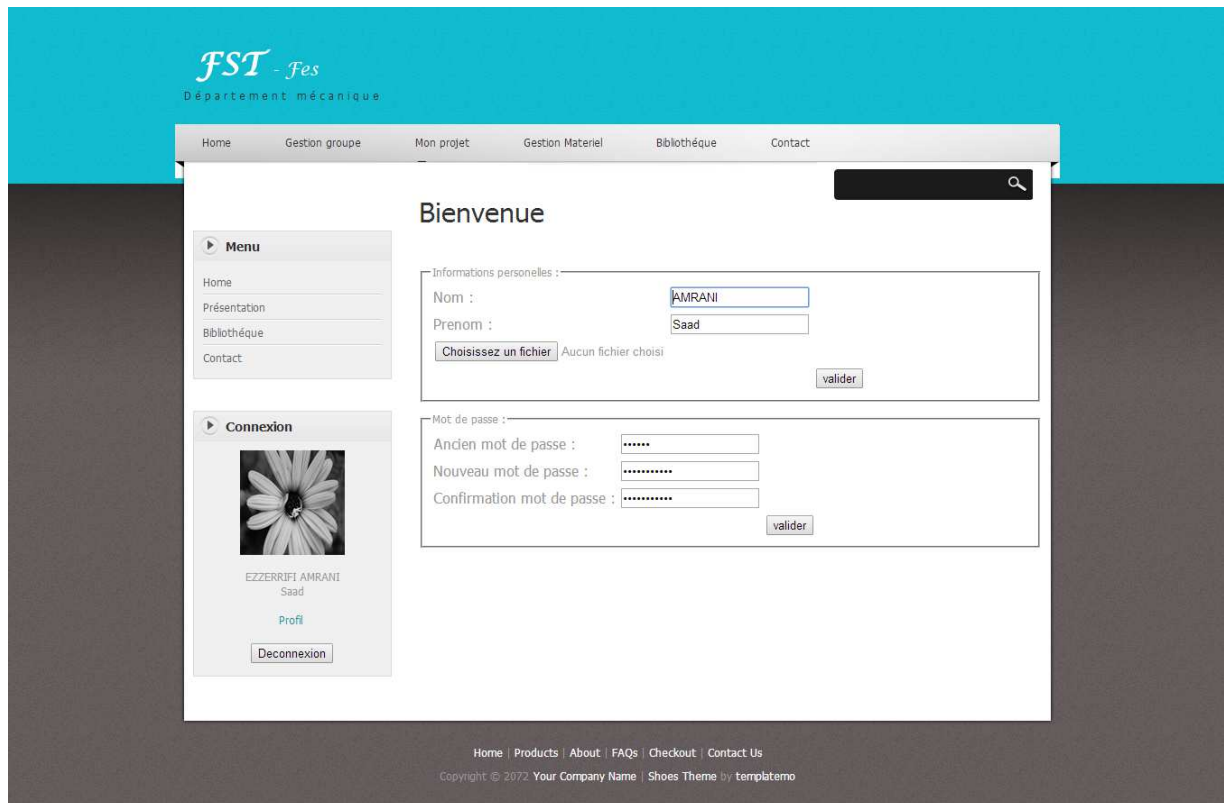 FST - Fes
Département mécanique
Home Gestion groupe Mon projet Gestion Materiel Bibliothéque Contact
Bienvenue
Menu
Home
Présentation
Bibliothéque
Contact
Informations personelles :
Nom : AMRANI
Prenom : Saad
Choisissez un fichier Aucun fichier choisi
valider
Connexion
EZZERRIFI AMRANI
Saad
Profil
Deconnexion
Mot de passe :
Ancien mot de passe : ••••••
Nouveau mot de passe : •••••••••••
Confirmation mot de passe : •••••••••••
valider
Home | Products | About | FAQs | Checkout | Contact Us
Copyright © 2072 Your Company Name | Shoes Theme by templatemo